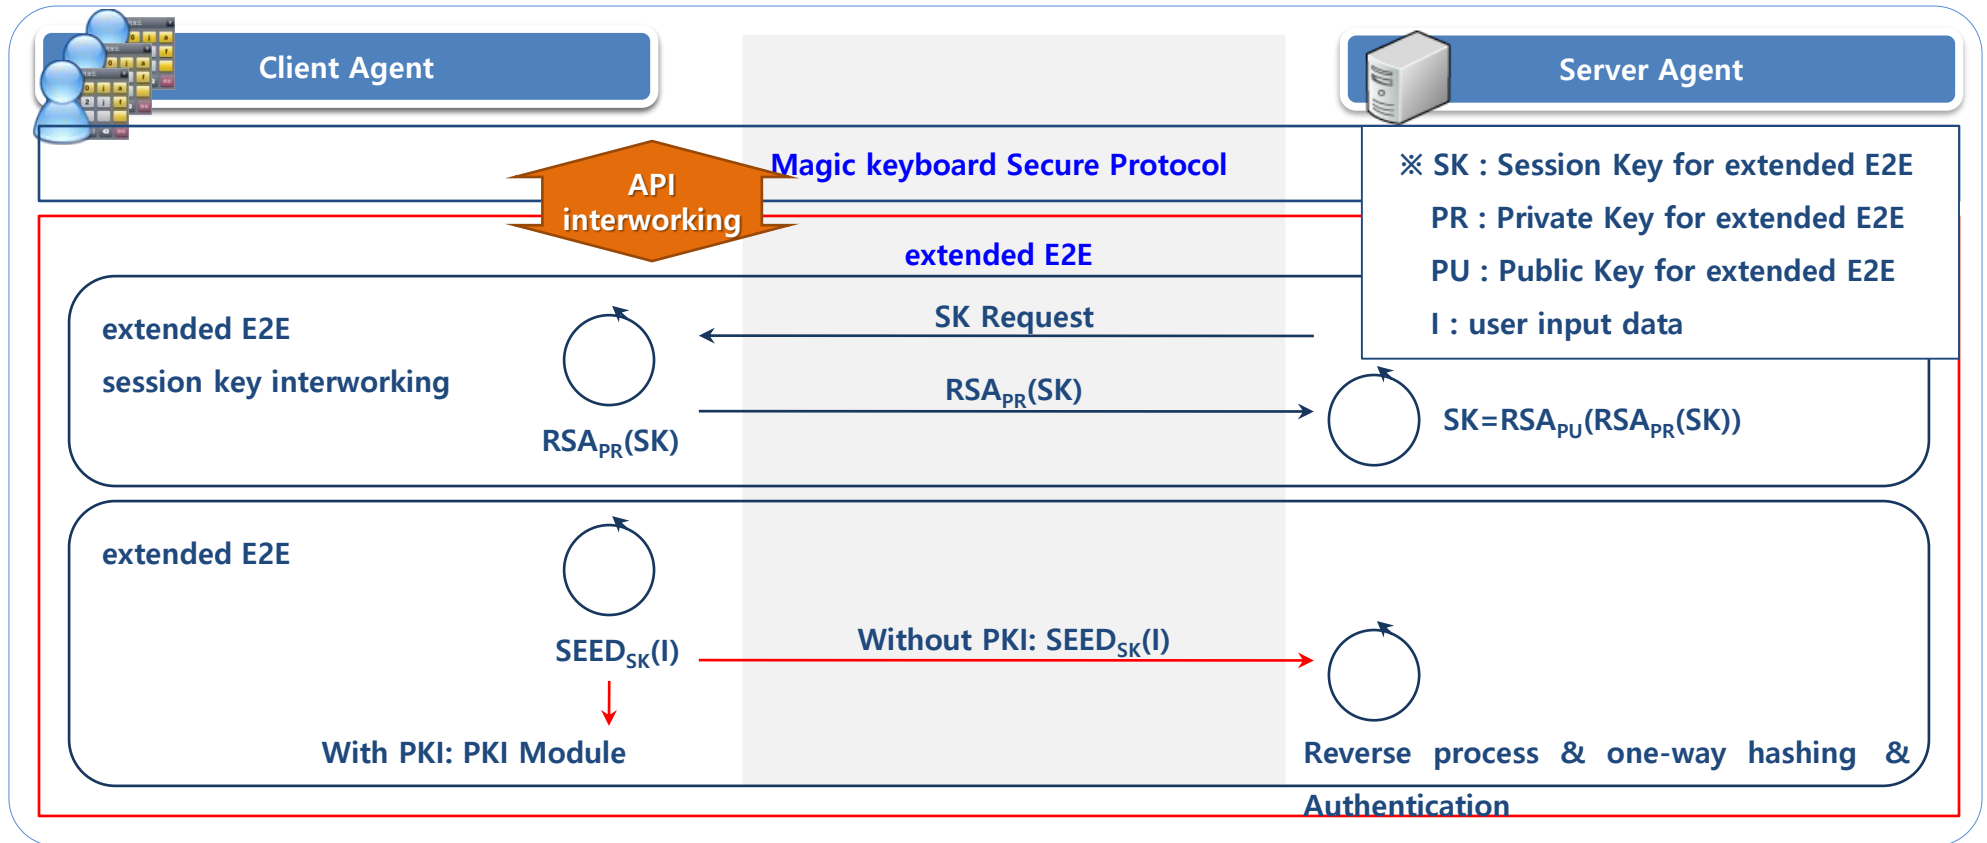 Client Agent
Server Agent
Magic keyboard Secure Protocol
API
interworking
※ SK : Session Key for extended E2E
PR : Private Key for extended E2E
PU : Public Key for extended E2E
I : user input data
extended E2E
extended E2E
session key interworking
SK Request
RSAPR(SK)
RSAPR(SK)
SK=RSAPU(RSAPR(SK))
extended E2E
SEEDSK(I)
Without PKI: SEEDSK(I)
With PKI: PKI Module
Reverse process & one-way hashing &
Authentication